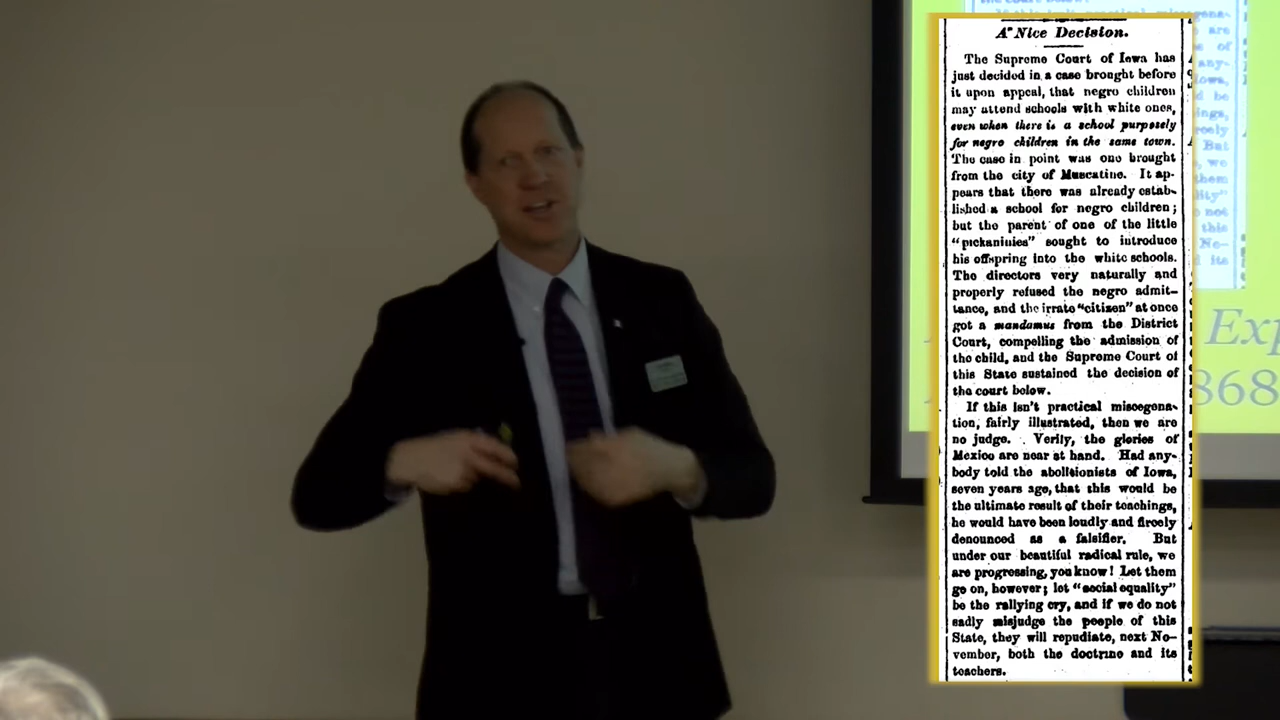 A Nice Decision.
The Supreme Court of Iowa has
just decided in a case brought before
it upon appeal, that negro children
may attend schools with white ones,
even when there is a school purposely
for negro children in the same town.
The case in point was one brought
from the city of Muscatine. It ap-
pears that there was already estab-
lished a school for negro children;
but the parent of one of the little
"pickaninies" sought to introduce
his offspring into the white schools.
The directors very naturally and
properly refused the negro admit-
tance, and the irrate "citizen" at once
got a mandamus from the District
Court, compelling the admission of
the child, and the Supreme Court of
this State sustained the decision of
the court below.
If this isn't practical miscegena-
tion, fairly illustrated, then we are
no judge. Verily, the glories of
Mexico are near at hand. Had any-
body told the abolitionists of Iowa,
seven years ago, that this would be
the ultimate result of their teachings,
he would have been loudly and fircely
denounced as a falsifier. But
under our beautiful radical rule, we
are progressing, you know! Let them
go on, however; let "social equality"
be the rallying cry, and if we do not
sadly misjudge the people of this
State, they will repudiate, next No-
vember, both the doctrine and its
teachers.
Exp
868